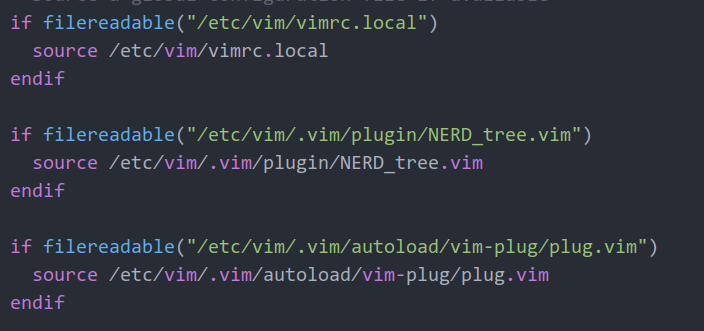 if filereadable("/etc/vim/vimrc.local")
  source /etc/vim/vimrc.local
endif

if filereadable("/etc/vim/.vim/plugin/NERD_tree.vim")
  source /etc/vim/.vim/plugin/NERD_tree.vim
endif

if filereadable("/etc/vim/.vim/autoload/vim-plug/plug.vim")
  source /etc/vim/.vim/autoload/vim-plug/plug.vim
endif